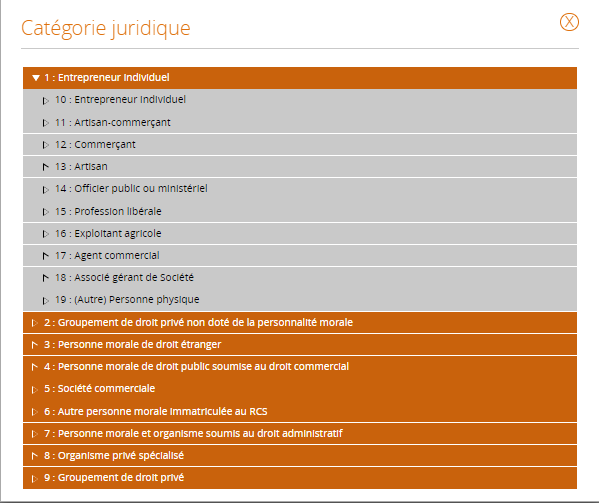 Catégorie juridique
X
1 : Entrepreneur individuel
10 : Entrepreneur individuel
11 : Artisan-commerçant
12 : Commerçant
13 : Artisan
14 : Officier public ou ministériel
15 : Profession libérale
16 : Exploitant agricole
17 : Agent commercial
18 : Associé gérant de Société
19 : (Autre) Personne physique
2 : Groupement de droit privé non doté de la personnalité morale
3 : Personne morale de droit étranger
4 : Personne morale de droit public soumise au droit commercial
5 : Société commerciale
6 : Autre personne morale immatriculée au RCS
7 : Personne morale et organisme soumis au droit administratif
8 : Organisme privé spécialisé
9 : Groupement de droit privé